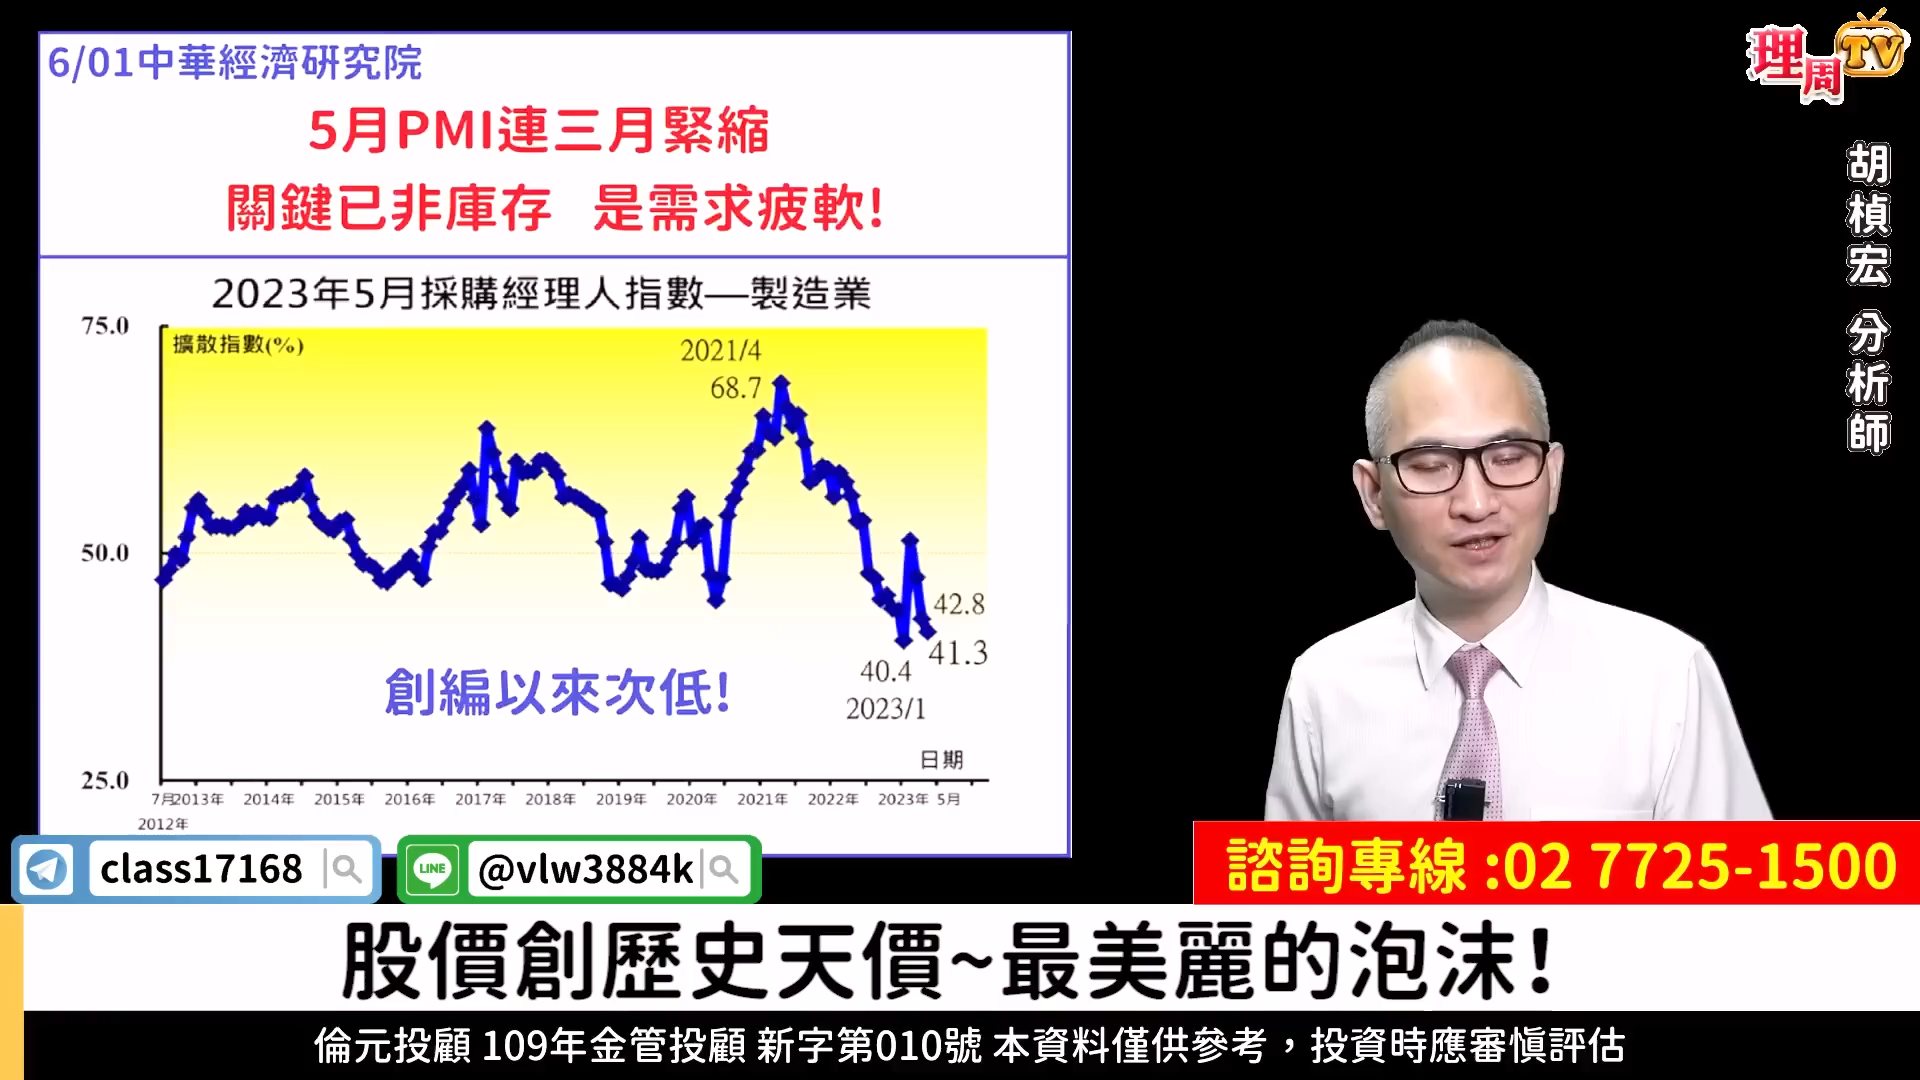 6/01中華經濟研究院
5月PMI連三月緊縮
關鍵已非庫存 是需求疲軟!
2023年5月採購經理人指數—製造業
75.0
擴散指數(%)
2021/4
68.7
50.0
42.8
41.3
40.4
2023/1
創編以來次低!
日期
25.0
7月 2013年 2014年 2015年 2016年 2017年 2018年 2019年 2020年 2021年 2022年 2023年 5月
2012年
理周TV
胡楨宏 分析師
class17168
LINE @vlw3884k
諮詢專線 :02 7725-1500
股價創歷史天價~最美麗的泡沫!
倫元投顧 109年金管投顧 新字第010號 本資料僅供參考，投資時應審慎評估